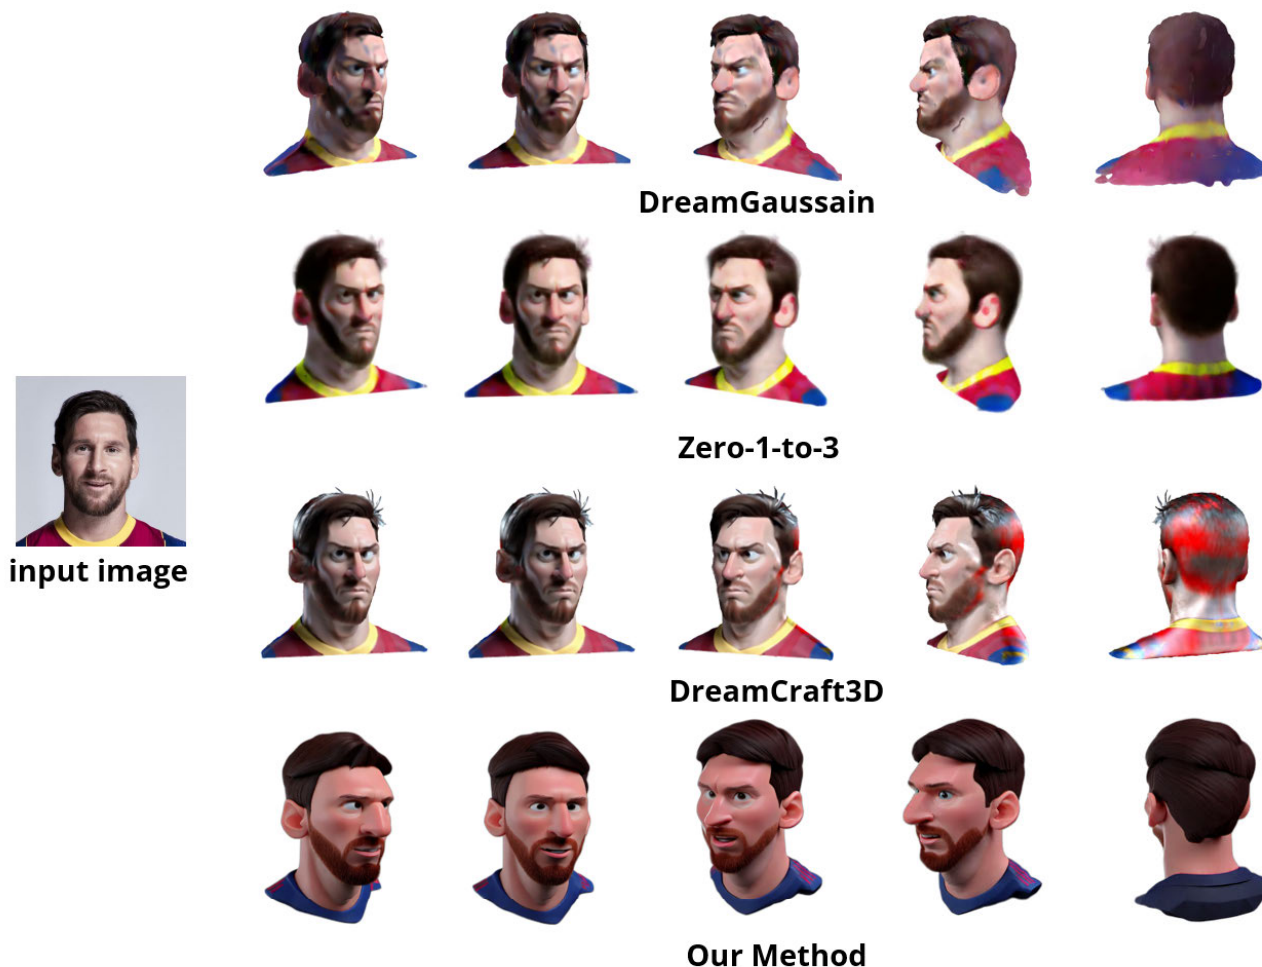 DreamGaussain
Zero-1-to-3
input image
DreamCraft3D
Our Method